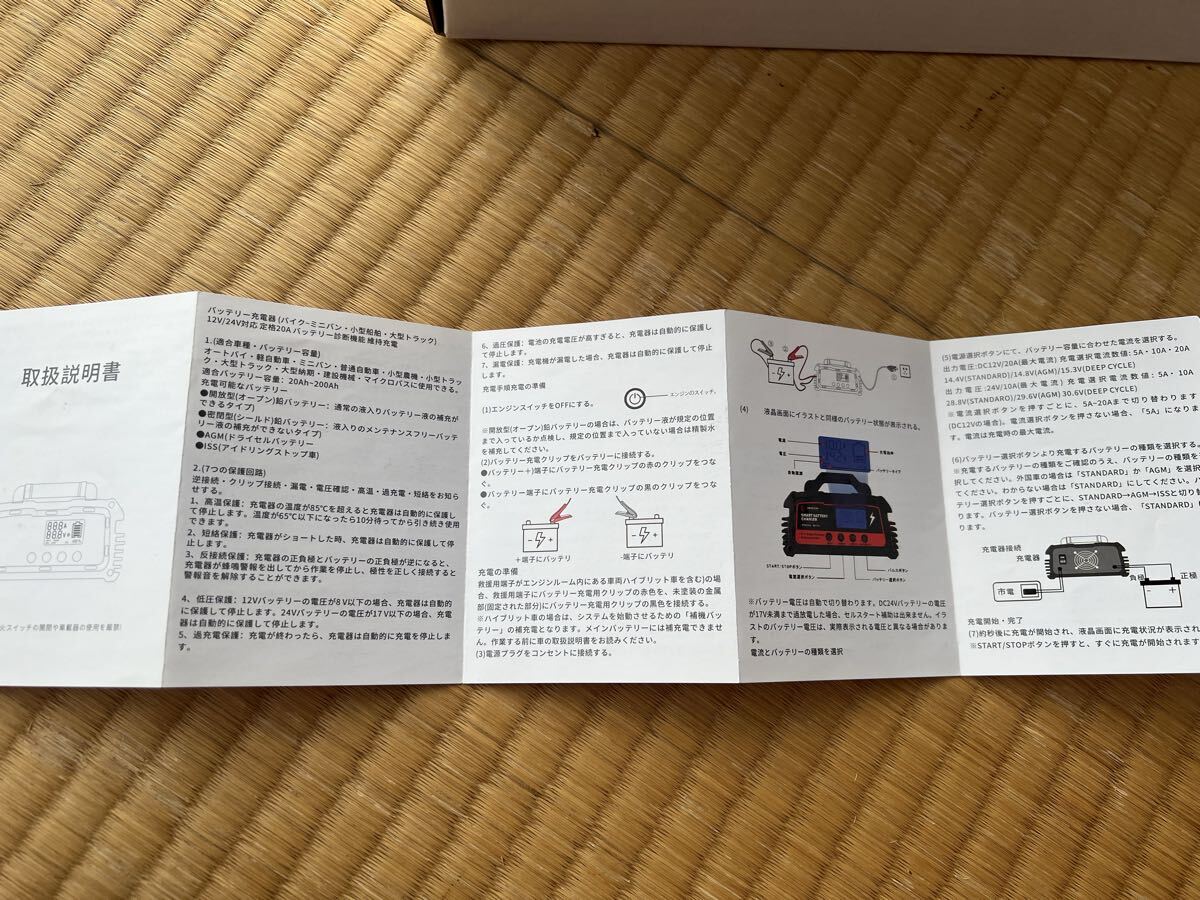 取扱説明書
火スイッチの開閉や車載器の使用を厳禁!
バッテリー充電器 (バイク-ミニバン・小型船舶・大型トラック)
12V/24V対応 定格20A バッテリー診断機能 維持充電
1.(適合車種・バッテリー容量)
オートバイ・軽自動車・ミニバン・普通自動車・小型農機・小型トラッ
ク・大型トラック・大型納期・建設機械・マイクロバスに使用できる。
適合バッテリー容量: 20Ah~200Ah
充電可能なバッテリー
●開放型(オープン)鉛バッテリー: 通常の液入りバッテリー液の補充が
できるタイプ)
●密閉型(シールド)鉛バッテリー: 液入りのメンテナンスフリーバッテ
リー液の補充ができないタイプ)
●AGM(ドライセルバッテリー
●ISS(アイドリングストップ車)
2.(7つの保護回路)
逆接続・クリップ接続・漏電・電圧確認・高温・過充電・短絡をお知ら
せする。
1、高温保護: 充電器の温度が85℃を超えると充電器は自動的に保護し
て停止します。温度が65℃以下になったら10分待ってから引き続き使用
できます。
2、短絡保護: 充電器がショートした時、充電器は自動的に保護して停
止します。
3、反接続保護: 充電器の正負極とバッテリーの正負極が逆になると、
充電器が蜂鳴警報を出してから作業を停止し、極性を正しく接続すると
警報音を解除することができます。
4、低圧保護: 12Vバッテリーの電圧が8V以下の場合、充電器は自動的
に保護して停止します。24Vバッテリーの電圧が17V以下の場合、充電
器は自動的に保護して停止します。
5、過充電保護: 充電が終わったら、充電器は自動的に充電を停止しま
す。
6、過圧保護: 電池の充電電圧が高すぎると、充電器は自動的に保護し
て停止します。
7、漏電保護: 充電機が漏電した場合、充電器は自動的に保護して停止
します。
充電手順充電の準備
エンジンのスイッチ。
(1)エンジンスイッチをOFFにする。
※開放型(オープン)鉛バッテリーの場合は、バッテリー液が規定の位置
まで入っているか点検し、規定の位置まで入っていない場合は精製水
を補充してください。
(2)バッテリー充電クリップをバッテリーに接続する。
●バッテリー+)端子にバッテリー充電クリップの赤のクリップをつな
ぐ。
●バッテリー端子にバッテリー充電クリップの黒のクリップをつな
ぐ。
+端子にバッテリ
-端子にバッテリ
充電の準備
救援用端子がエンジンルーム内にある車両ハイブリット車を含む)の場
合、救援用端子にバッテリー充電用クリップの赤色を、未塗装の金属
部(固定された部分)にバッテリー充電用クリップの黒色を接続する。
※ハイブリット車の場合は、システムを始動させるための「補機バッ
テリー」の補充電となります。メインバッテリーには補充電できませ
ん。作業する前に車の取扱説明書をお読みください。
(3)電源プラグをコンセントに接続する。
(4) 液晶画面にイラストと同様のバッテリー状態が表示される。
電流
電圧
バッテリータイプ
SMART BATTERY
CHARGER
START/STOPボタン
電流選択ボタン
パルスボタン
バッテリー選択ボタン
※バッテリー電圧は自動で切り替わります。DC24Vバッテリーの電圧
が17V未満まで過放電した場合、セルスタート補助は出来ません。イラ
ストのバッテリー電圧は、実際表示される電圧と異なる場合がありま
す。
電流とバッテリーの種類を選択
(5)電源選択ボタンにて、バッテリー容量に合わせた電流を選択する。
出力電圧:DC12V/20A(最大電流) 充電選択電流数値: 5A・10A・20A
14.4V(STANDARD)/14.8V(AGM)/15.3V(DEEP CYCLE)
出力電圧:24V/10A(最大電流) 充電選択電流数値: 5A・10A
28.8V(STANDARD)/29.6V(AGM) 30.6V(DEEP CYCLE)
※電流選択ボタンを押すごとに、5A~20Aまで切り替わります
(DC12Vの場合)。電流選択ボタンを押さない場合、「5A」になりま
す。電流は充電時の最大電流。
(6)バッテリー選択ボタンより充電するバッテリーの種類を選択する。
※充電するバッテリーの種類をご確認のうえ、バッテリーの種類を選
択してください。外国車の場合は「STANDARD」か「AGM」を選択し
てください。わからない場合は「STANDARD」にしてください。バ
テリー選択ボタンを押すごとに、STANDARD→AGM→ISSと切り
ります。バッテリー選択ボタンを押さない場合、「STANDARD」
ります。
充電器接続
充電器
市電
負極
正極
充電開始・完了
(7)約秒後に充電が開始され、液晶画面に充電状況が表示され
※START/STOPボタンを押すと、すぐに充電が開始されます